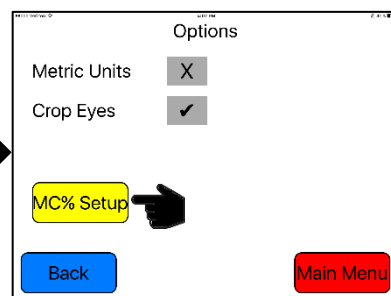 Options
Metric Units X
Crop Eyes ✔
MC% Setup
Back Main Menu